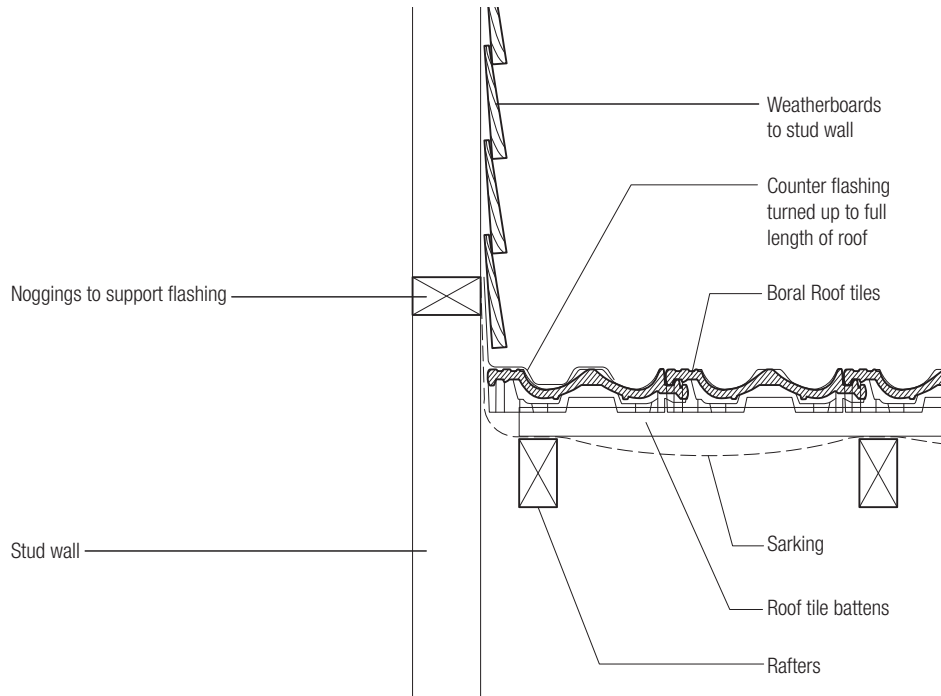 Weatherboards
to stud wall
Counter flashing
turned up to full
length of roof
Noggings to support flashing
Boral Roof tiles
Stud wall
Sarking
Roof tile battens
Rafters